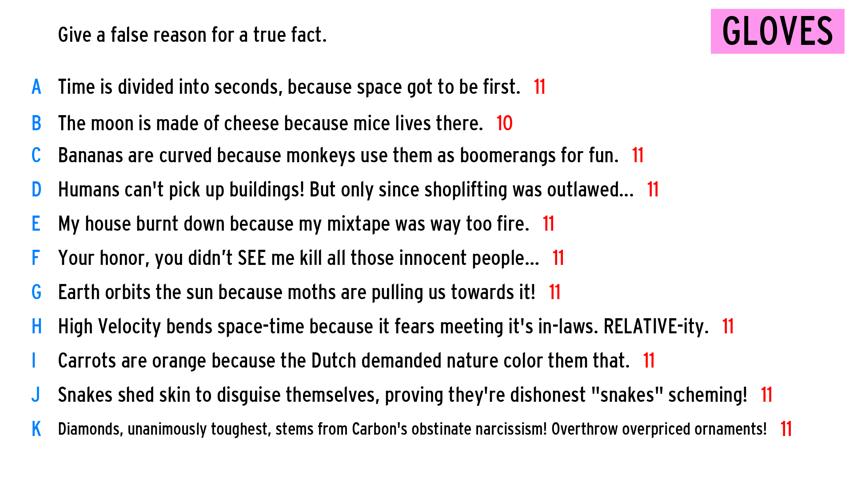 Give a false reason for a true fact.
GLOVES
A Time is divided into seconds, because space got to be first. 11
B The moon is made of cheese because mice lives there. 10
C Bananas are curved because monkeys use them as boomerangs for fun. 11
D Humans can't pick up buildings! But only since shoplifting was outlawed... 11
E My house burnt down because my mixtape was way too fire. 11
F Your honor, you didn't SEE me kill all those innocent people... 11
G Earth orbits the sun because moths are pulling us towards it! 11
H High Velocity bends space-time because it fears meeting it's in-laws. RELATIVE-ity. 11
I Carrots are orange because the Dutch demanded nature color them that. 11
J Snakes shed skin to disguise themselves, proving they're dishonest "snakes" scheming! 11
K Diamonds, unanimously toughest, stems from Carbon's obstinate narcissism! Overthrow overpriced ornaments! 11